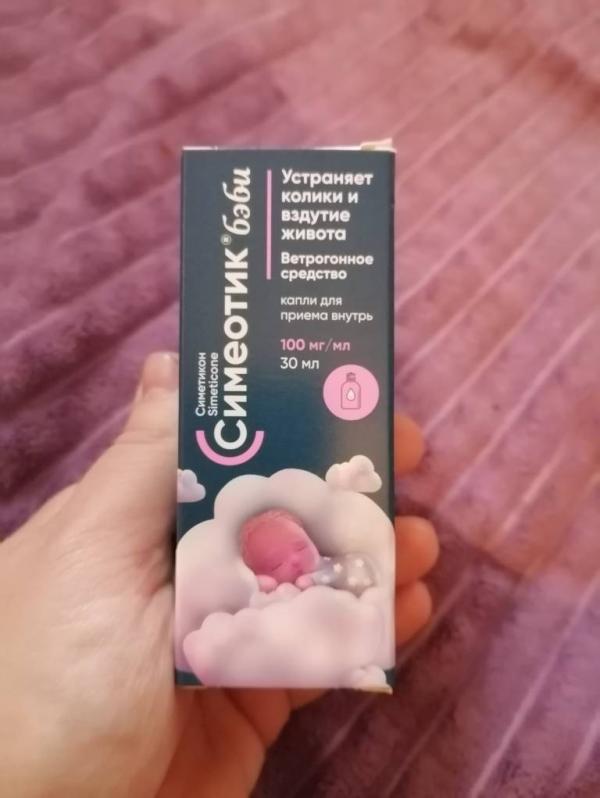 Симетикон
Simeticone
Симеотик® бэби
Устраняет
колики и
вздутие
живота
Ветрогонное
средство
капли для
приема внутрь
100 мг/мл
30 мл